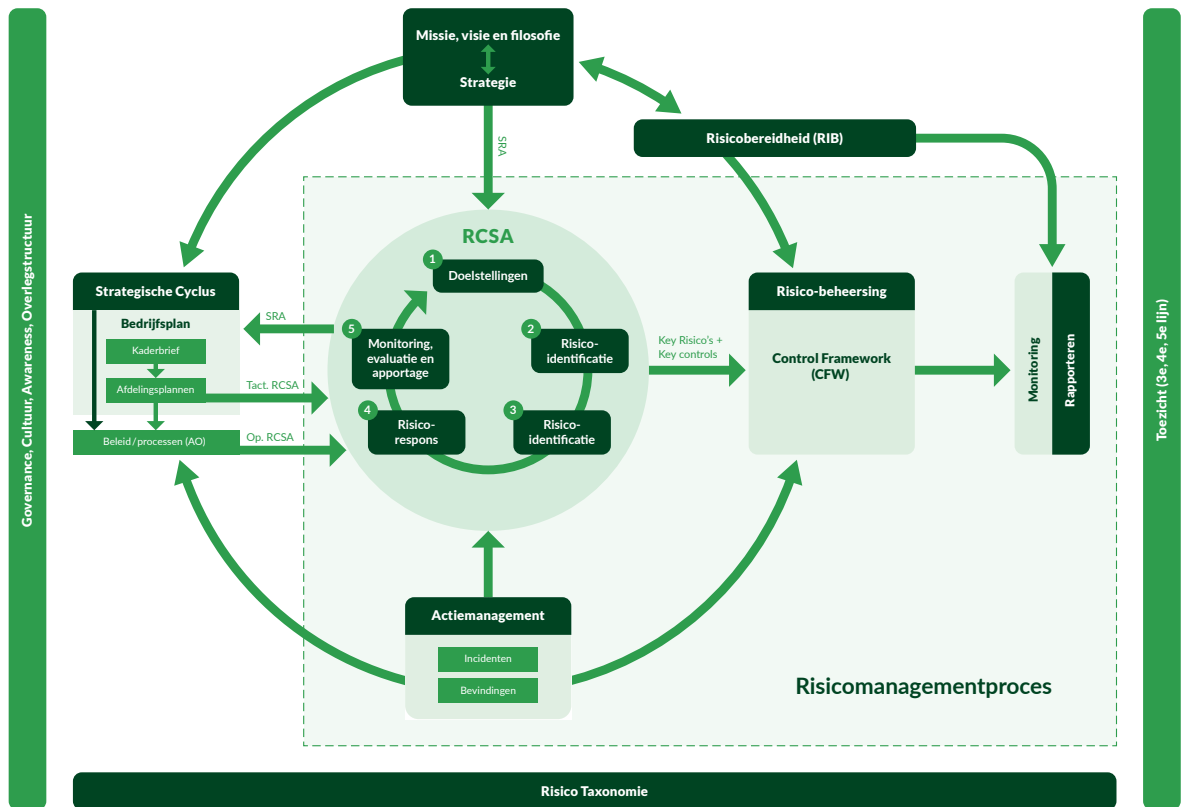 Missie, visie en filosofie
Strategie
SRA
Risicobereidheid (RIB)
Governance, Cultuur, Awareness, Overlegstructuur
Toezicht (3e, 4e, 5e lijn)
RCSA
1
Doelstellingen
2
Risico-
identificatie
3
Risico-
identificatie
4
Risico-
respons
5
Monitoring,
evaluatie en
apportage
Strategische Cyclus
Bedrijfsplan
Kaderbrief
Afdelingsplannen
Beleid/processen (AO)
SRA
Tact. RCSA
Op. RCSA
Key Risico's +
Key controls
Risico-beheersing
Control Framework
(CFW)
Monitoring
Rapporteren
Actiemanagement
Incidenten
Bevindingen
Risicomanagementproces
Risico Taxonomie